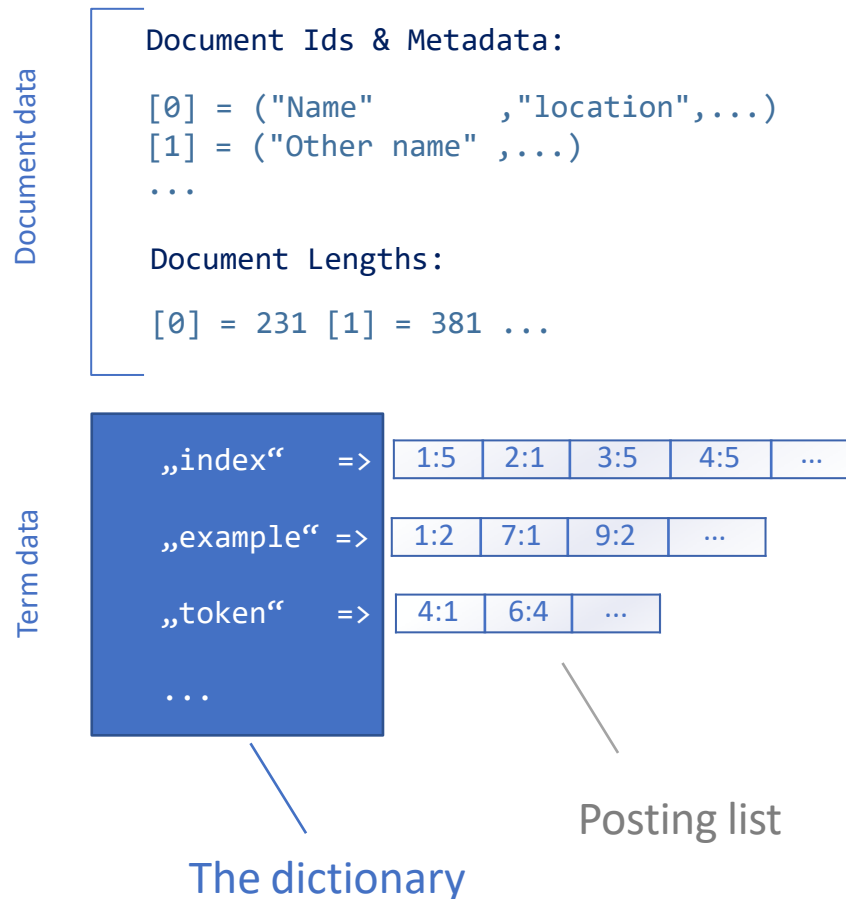 Document data
Document Ids & Metadata:
[0] = ("Name" ,"location",...)
[1] = ("Other name" ,...)
...
Document Lengths:
[0] = 231 [1] = 381 ...
Term data
„index“ => 1:5 2:1 3:5 4:5 ...
„example“ => 1:2 7:1 9:2 ...
„token“ => 4:1 6:4 ...
...
Posting list
The dictionary